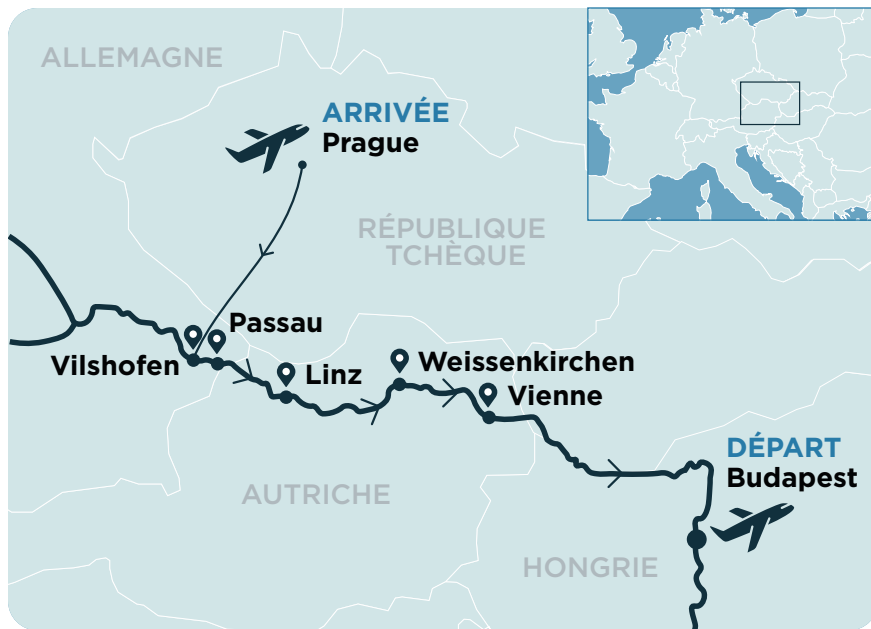 ALLEMAGNE
ARRIVÉE
Prague
RÉPUBLIQUE
TCHÈQUE
Passau
Vilshofen
Linz
Weissenkirchen
Vienne
DÉPART
Budapest
AUTRICHE
HONGRIE